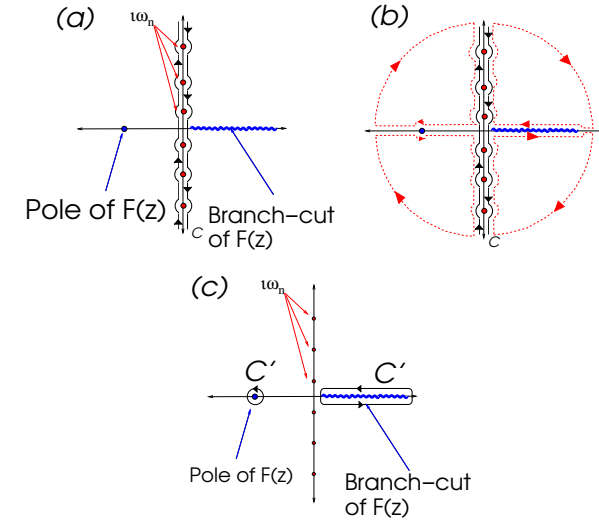 (a)
ιω_n
Pole of F(z)
Branch–cut
of F(z)
C
(b)
C
(c)
ιω_n
C′
C′
Pole of F(z)
Branch–cut
of F(z)